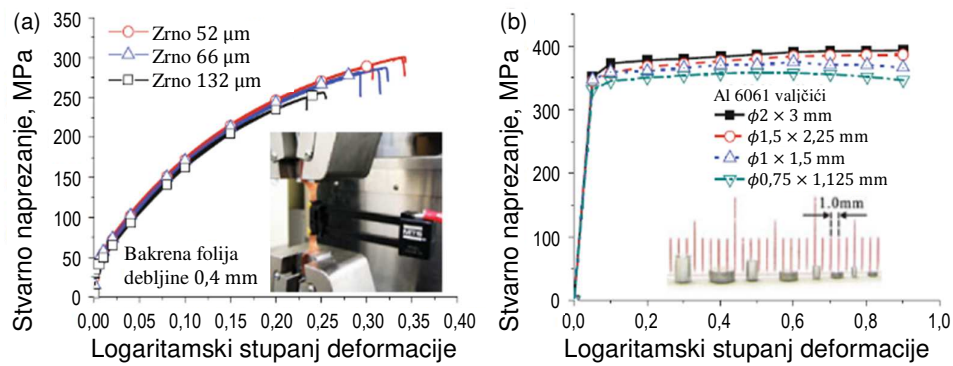 (a)
Stvarno naprezanje, MPa
350
300
250
200
150
100
50
0
Zrno 52 μm
Zrno 66 μm
Zrno 132 μm
Bakrena folija
debljine 0,4 mm
0,00 0,05 0,10 0,15 0,20 0,25 0,30 0,35 0,40
Logaritamski stupanj deformacije
(b)
Stvarno naprezanje, MPa
400
300
200
100
0
Al 6061 valjčići
ϕ2 × 3 mm
ϕ1,5 × 2,25 mm
ϕ1 × 1,5 mm
ϕ0,75 × 1,125 mm
1.0mm
0,0 0,2 0,4 0,6 0,8 1,0
Logaritamski stupanj deformacije